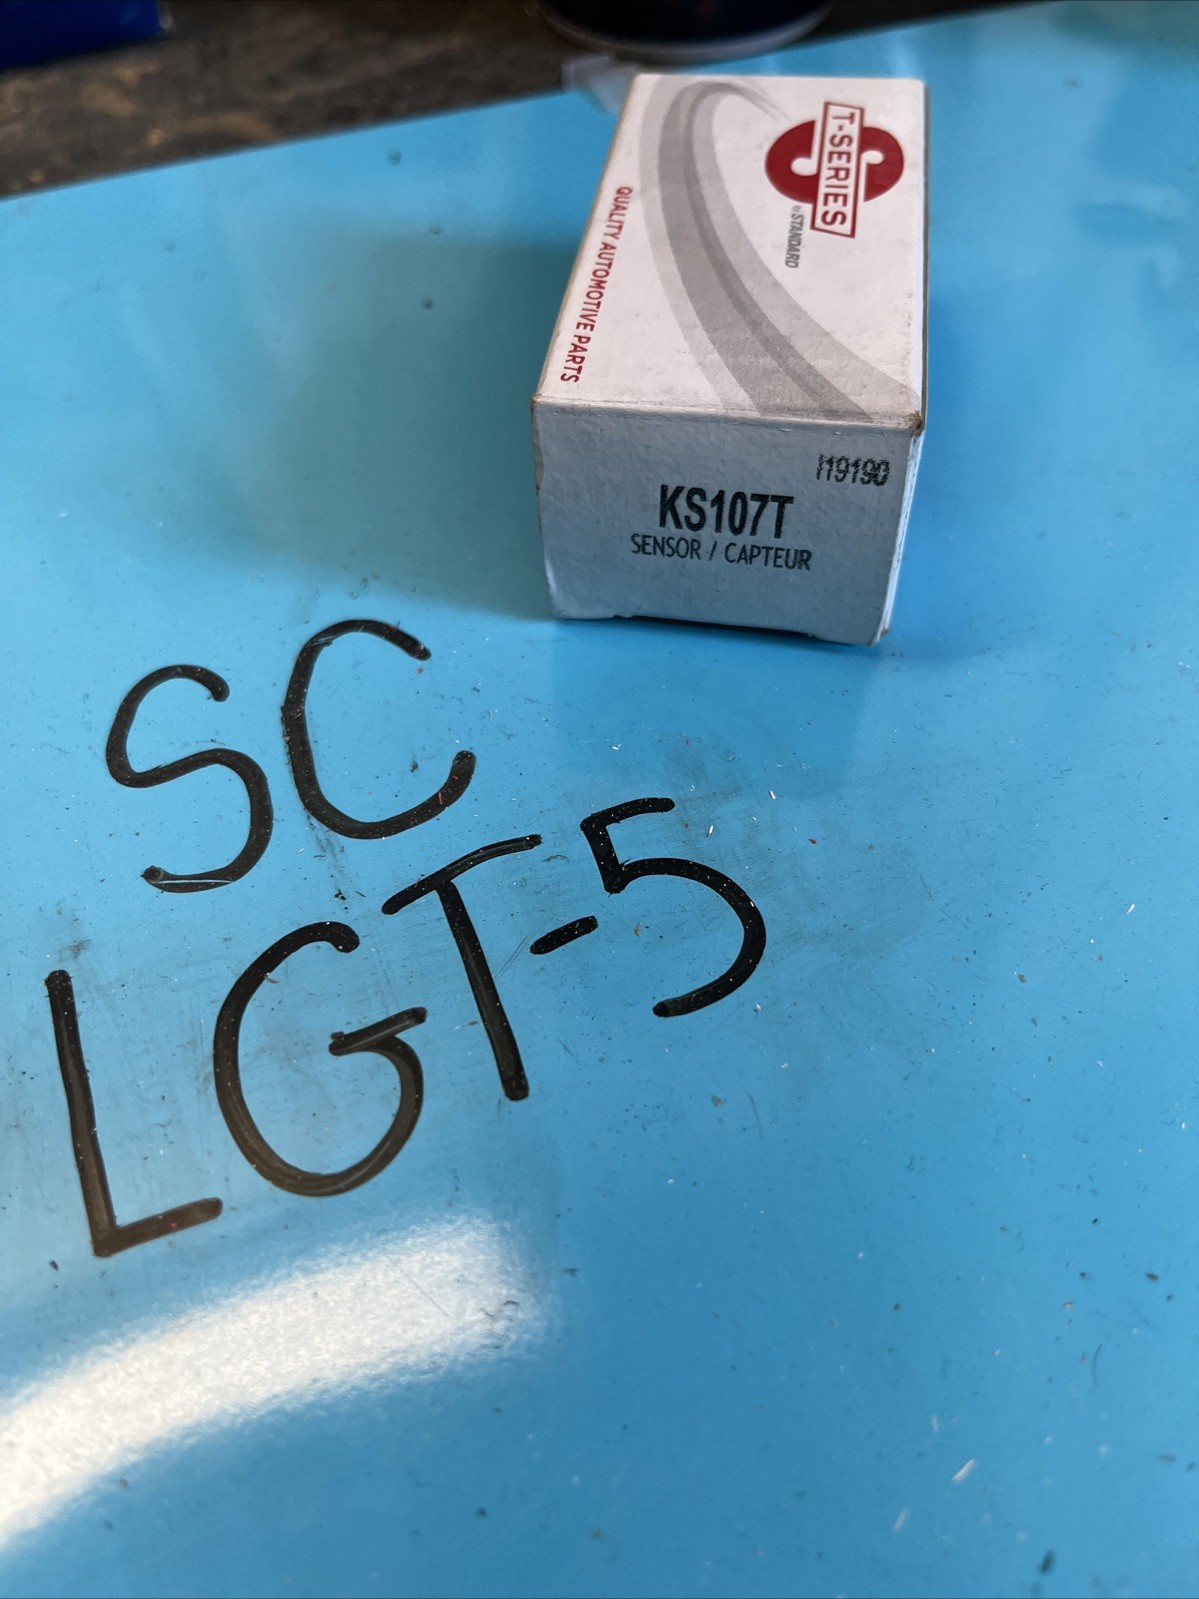 T-SERIES
by STANDARD
QUALITY AUTOMOTIVE PARTS
I19190
KS107T
SENSOR / CAPTEUR
SC
LGT-5